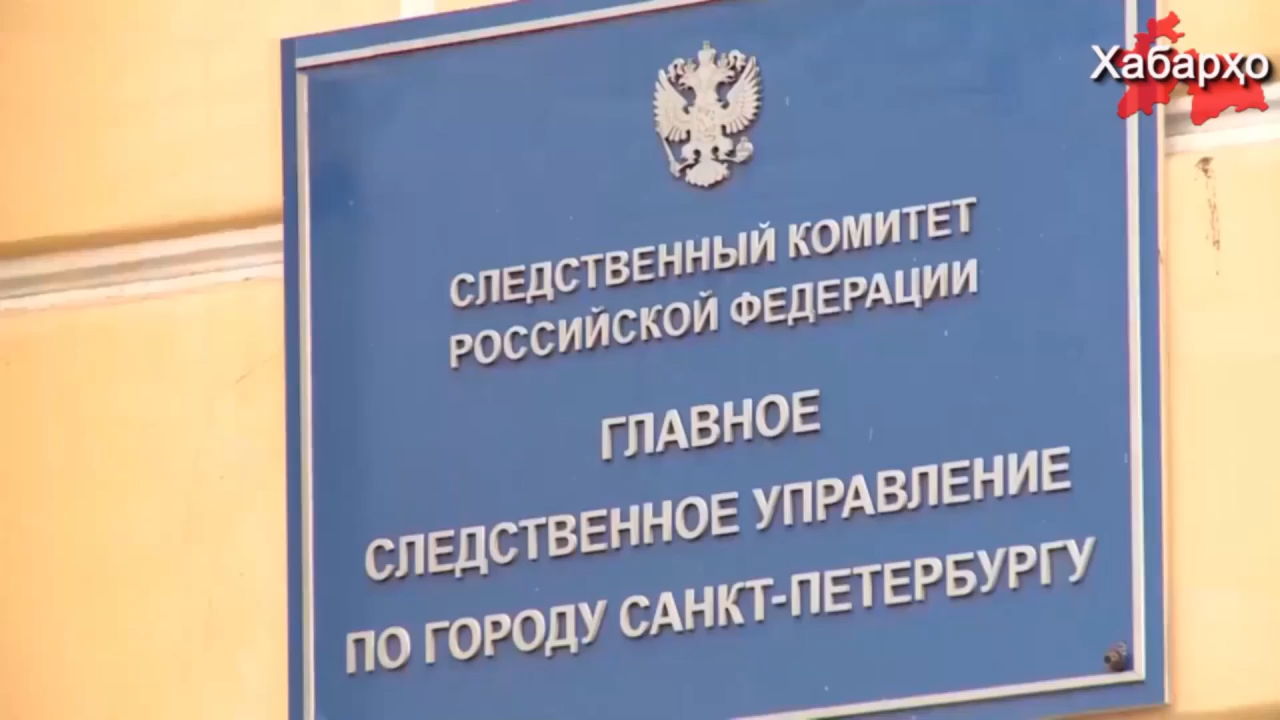 Хабарҳо
СЛЕДСТВЕННЫЙ КОМИТЕТ
РОССИЙСКОЙ ФЕДЕРАЦИИ
ГЛАВНОЕ
СЛЕДСТВЕННОЕ УПРАВЛЕНИЕ
ПО ГОРОДУ САНКТ-ПЕТЕРБУРГУ